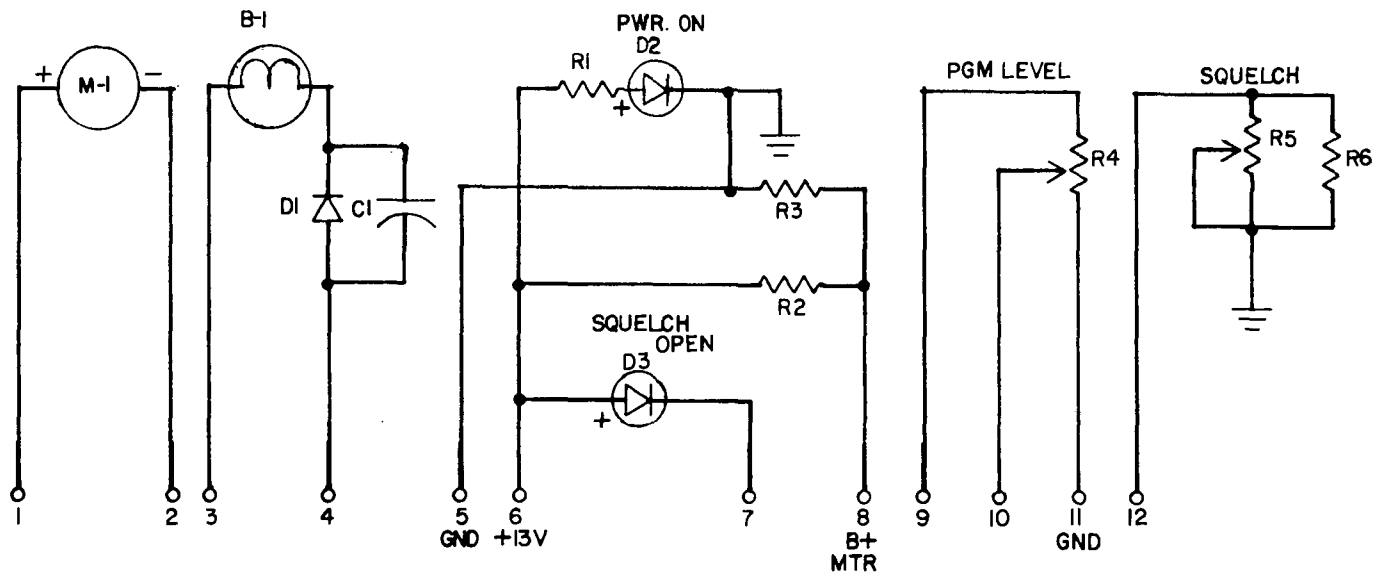 B-1
+ M-1 -
PWR. ON
D2
R1
+
PGM LEVEL
SQUELCH
R4
R5
R6
D1
C1
R3
R2
SQUELCH
OPEN
D3
+
1 2 3 4 5 6 7 8 9 10 11 12
GND +13V
B+
MTR
GND